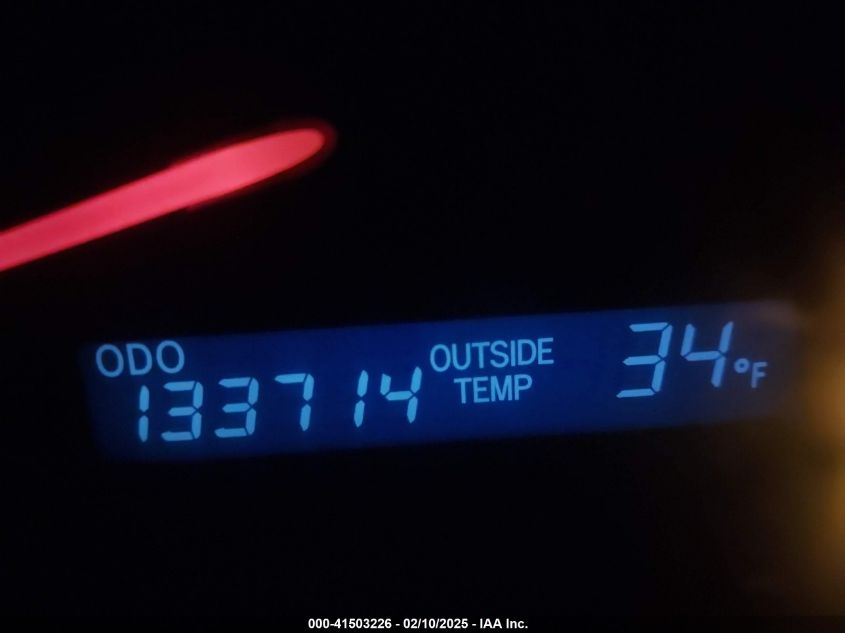 ODO
133714
OUTSIDE
TEMP
34°F
000-41503226 - 02/10/2025 - IAA Inc.